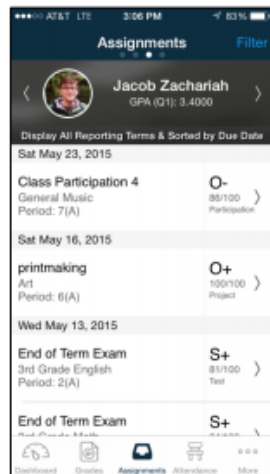 AT&T LTE 3:06 PM 83%
Assignments Filter
Jacob Zachariah
GPA (Q1): 3.4000
Display All Reporting Terms & Sorted by Due Date
Sat May 23, 2015
Class Participation 4 O-
General Music 86/100
Period: 7(A) Participation
Sat May 16, 2015
printmaking O+
Art 100/100
Period: 6(A) Project
Wed May 13, 2015
End of Term Exam S+
3rd Grade English 81/100
Period: 2(A) Test
End of Term Exam S+
3rd Grade Math
Dashboard Grades Assignments Attendance More